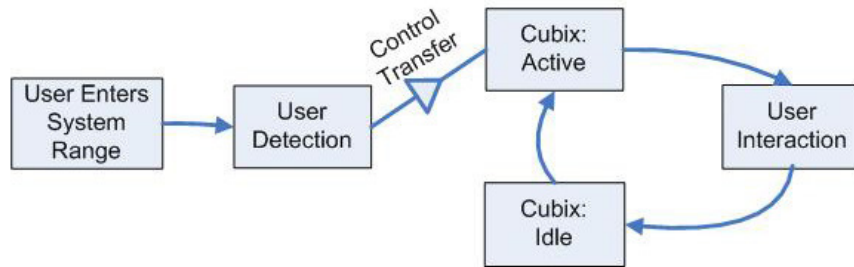 User Enters
System
Range
User
Detection
Control
Transfer
Cubix:
Active
User
Interaction
Cubix:
Idle